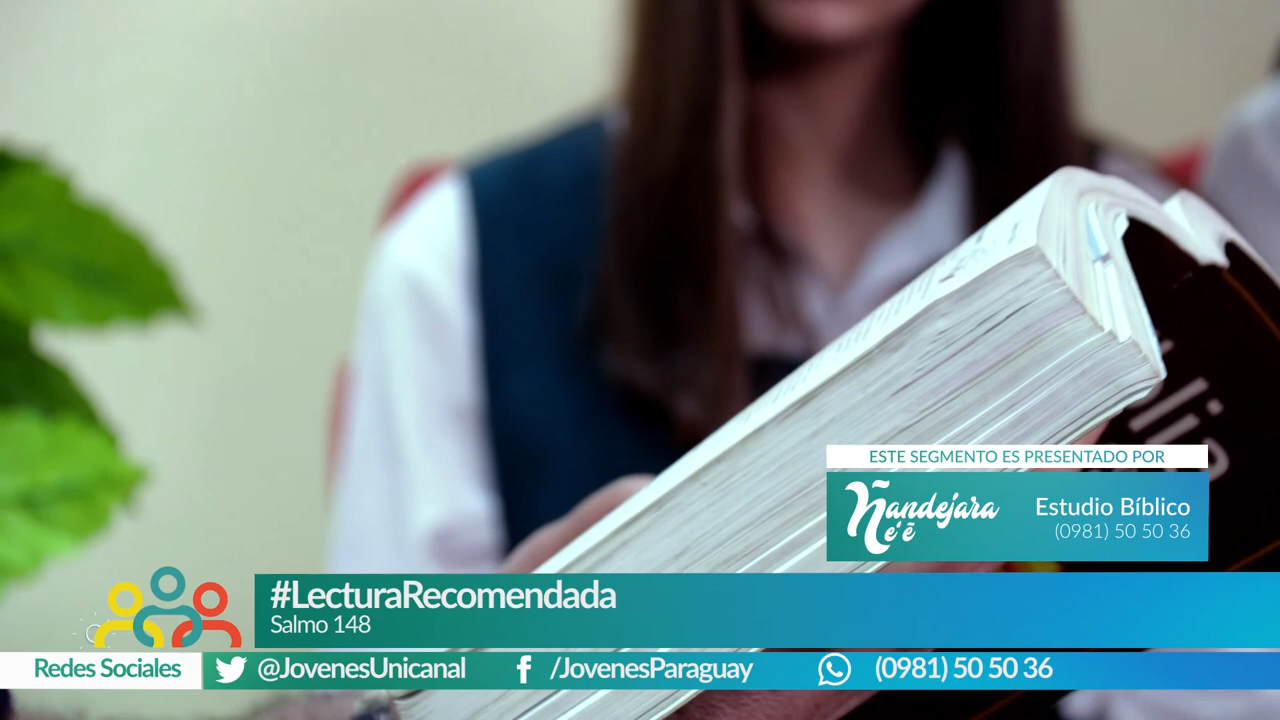 ESTE SEGMENTO ES PRESENTADO POR
Ñandejara
Ñe'ẽ
Estudio Bíblico
(0981) 50 50 36
#LecturaRecomendada
Salmo 148
Redes Sociales
@JovenesUnicanal
/JovenesParaguay
(0981) 50 50 36